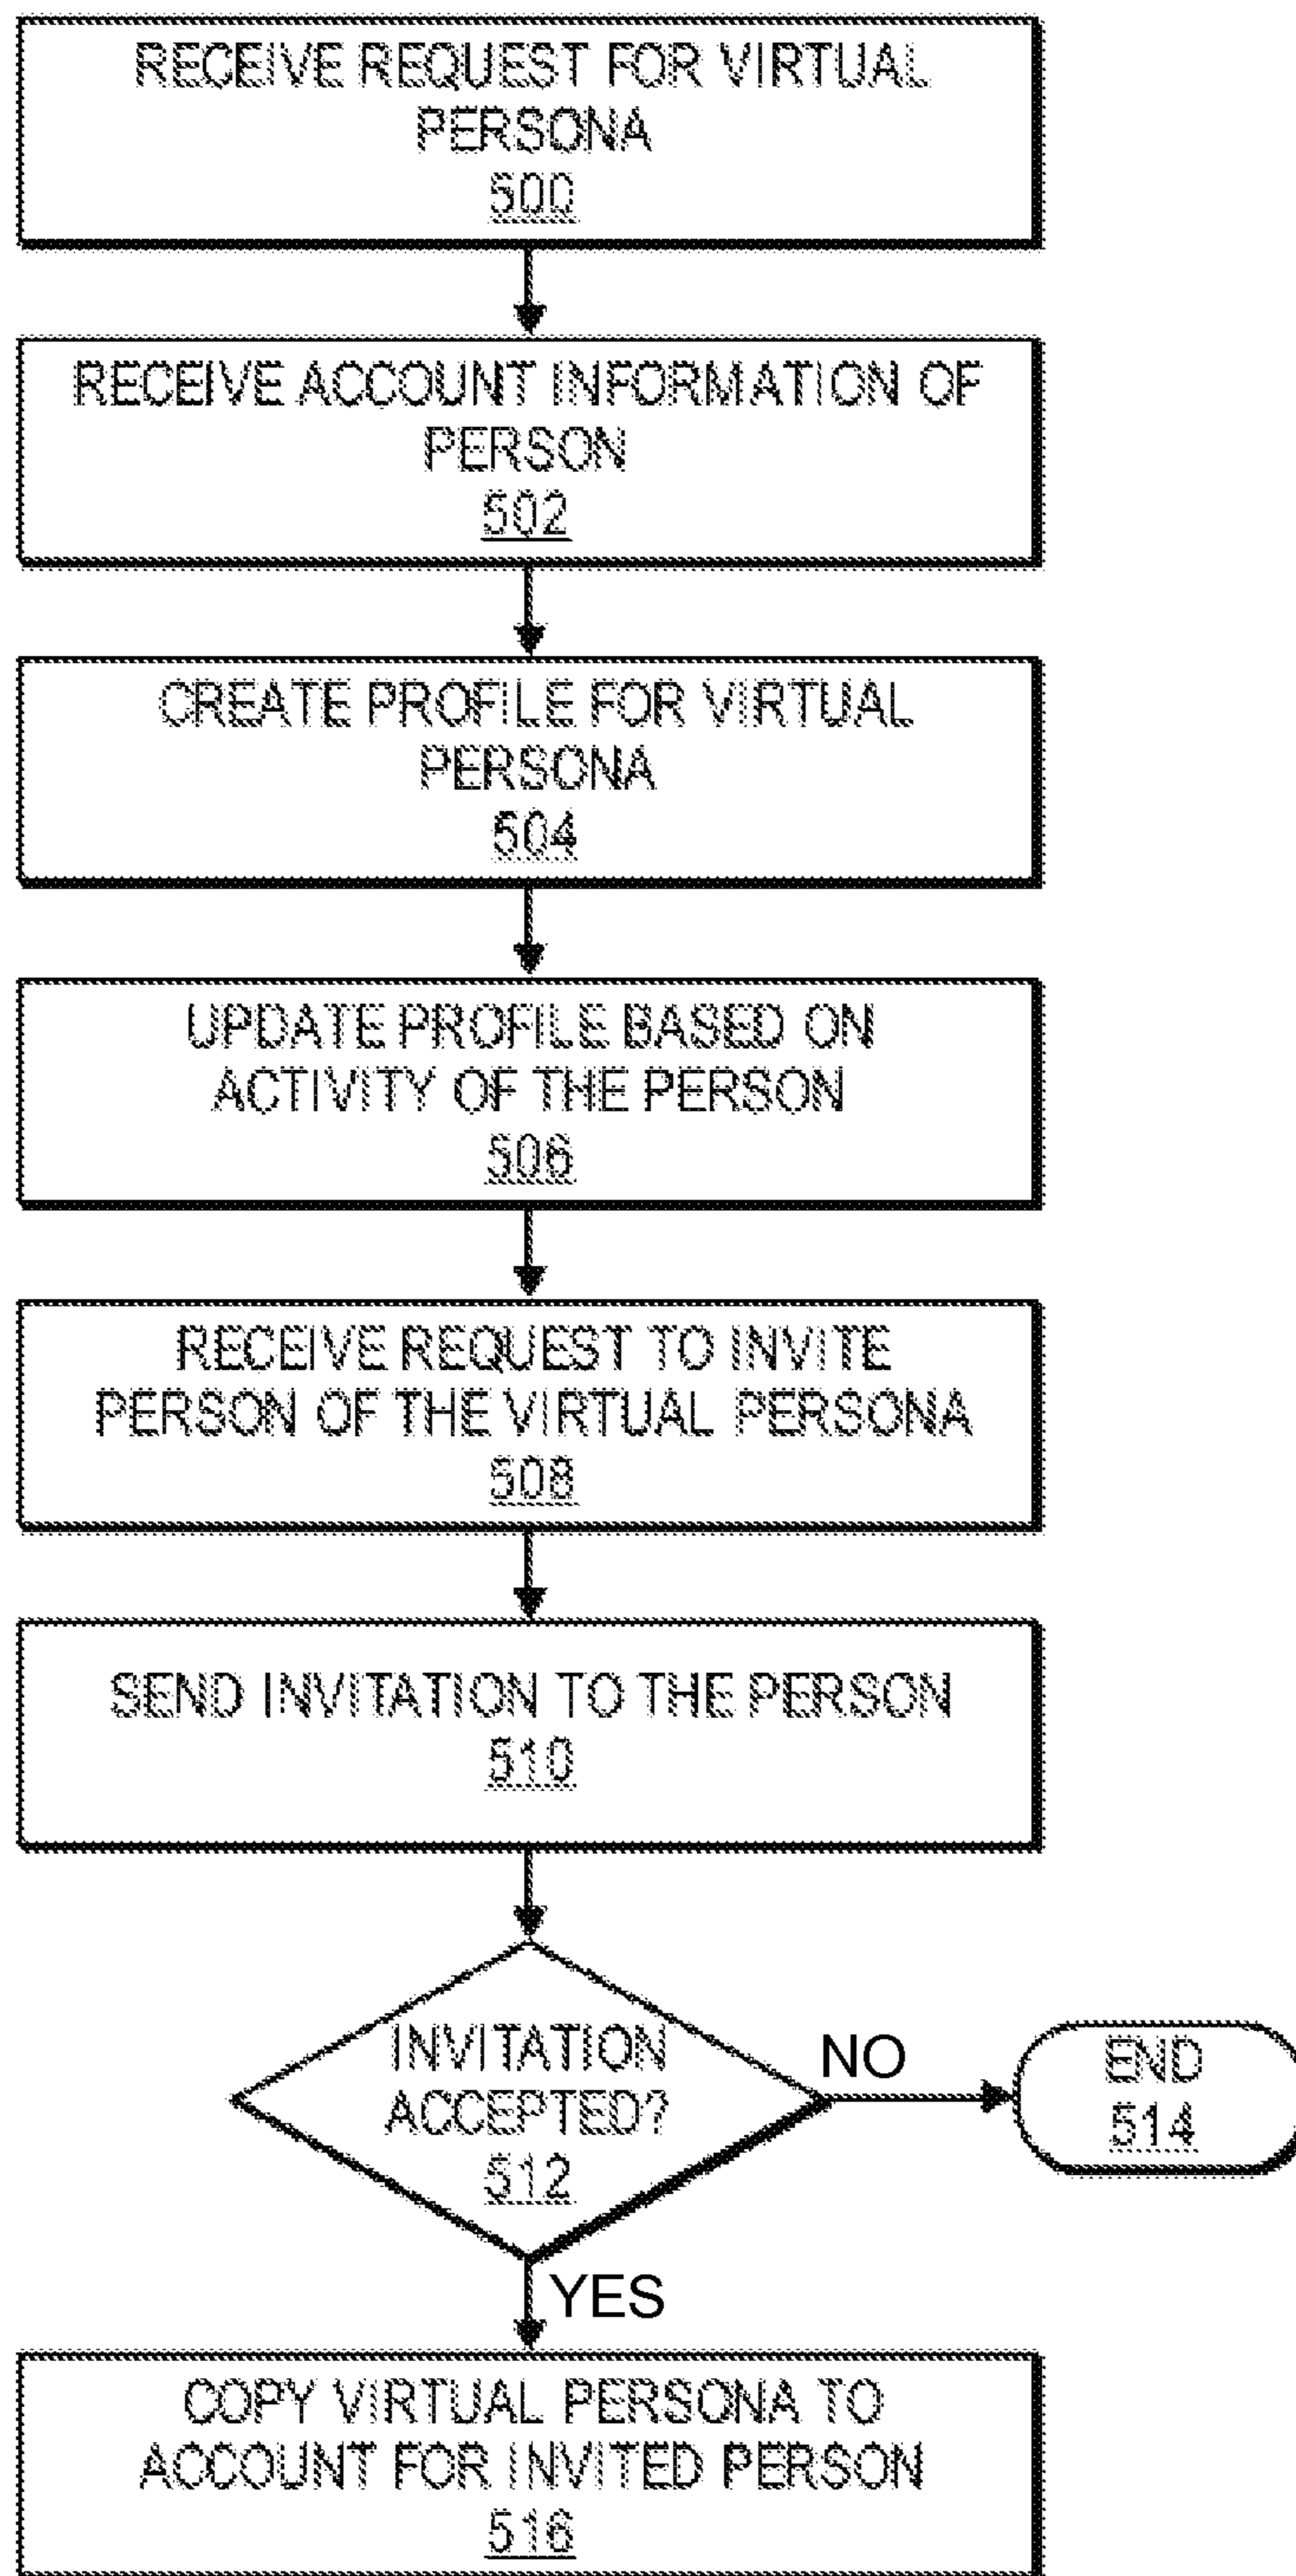 RECEIVE REQUEST FOR VIRTUAL
PERSONA
500
RECEIVE ACCOUNT INFORMATION OF
PERSON
502
CREATE PROFILE FOR VIRTUAL
PERSONA
504
UPDATE PROFILE BASED ON
ACTIVITY OF THE PERSON
506
RECEIVE REQUEST TO INVITE
PERSON OF THE VIRTUAL PERSONA
508
SEND INVITATION TO THE PERSON
510
INVITATION
ACCEPTED?
512
NO
END
514
YES
COPY VIRTUAL PERSONA TO
ACCOUNT FOR INVITED PERSON
516